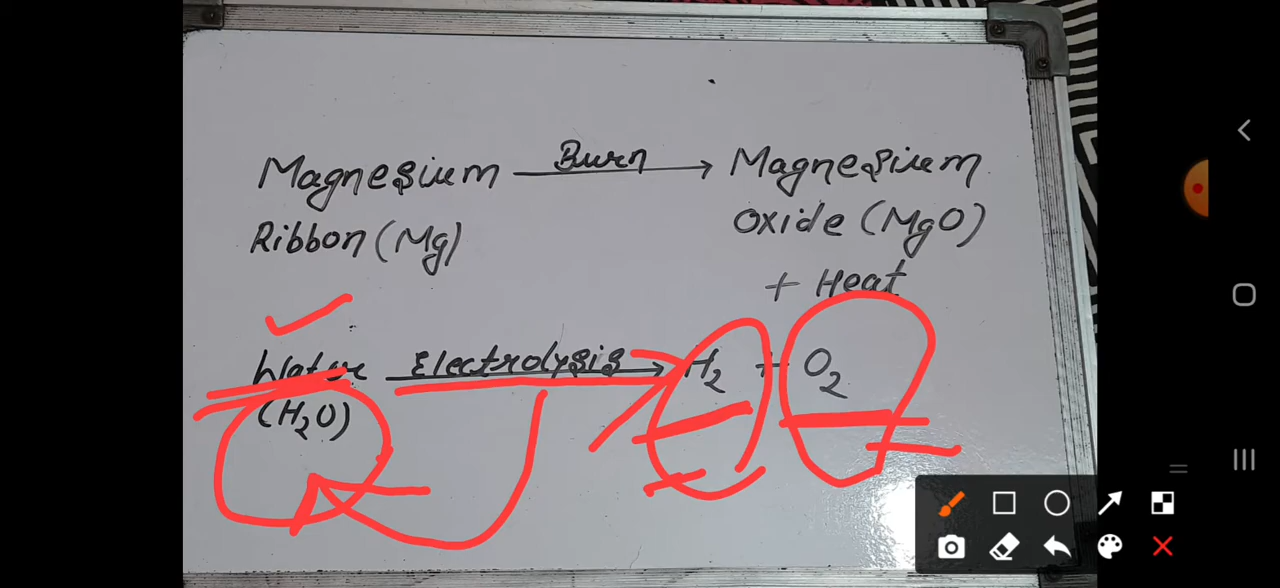 Magnesium Burn → Magnesium
Ribbon (Mg) Oxide (MgO)
+ Heat
Water Electrolysis → H₂ + O₂
(H₂O)